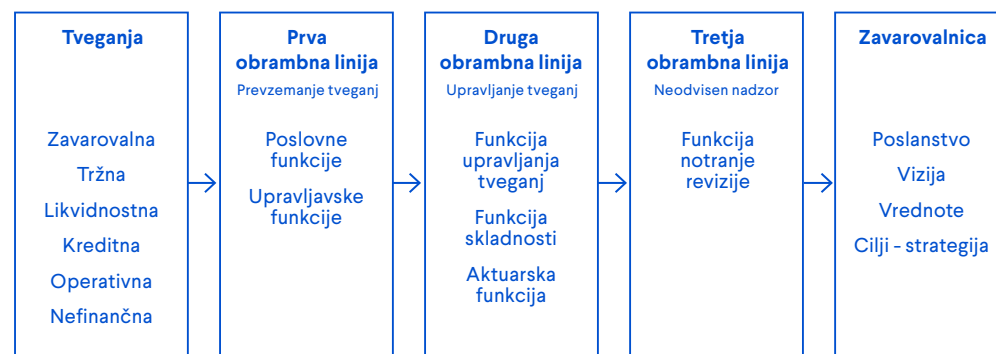 Tveganja
Zavarovalna
Tržna
Likvidnostna
Kreditna
Operativna
Nefinančna
Prva
obrambna linija
Prevzemanje tveganj
Poslovne
funkcije
Upravljavske
funkcije
Druga
obrambna linija
Upravljanje tveganj
Funkcija
upravljanja
tveganj
Funkcija
skladnosti
Aktuarska
funkcija
Tretja
obrambna linija
Neodvisen nadzor
Funkcija
notranje
revizije
Zavarovalnica
Poslanstvo
Vizija
Vrednote
Cilji - strategija